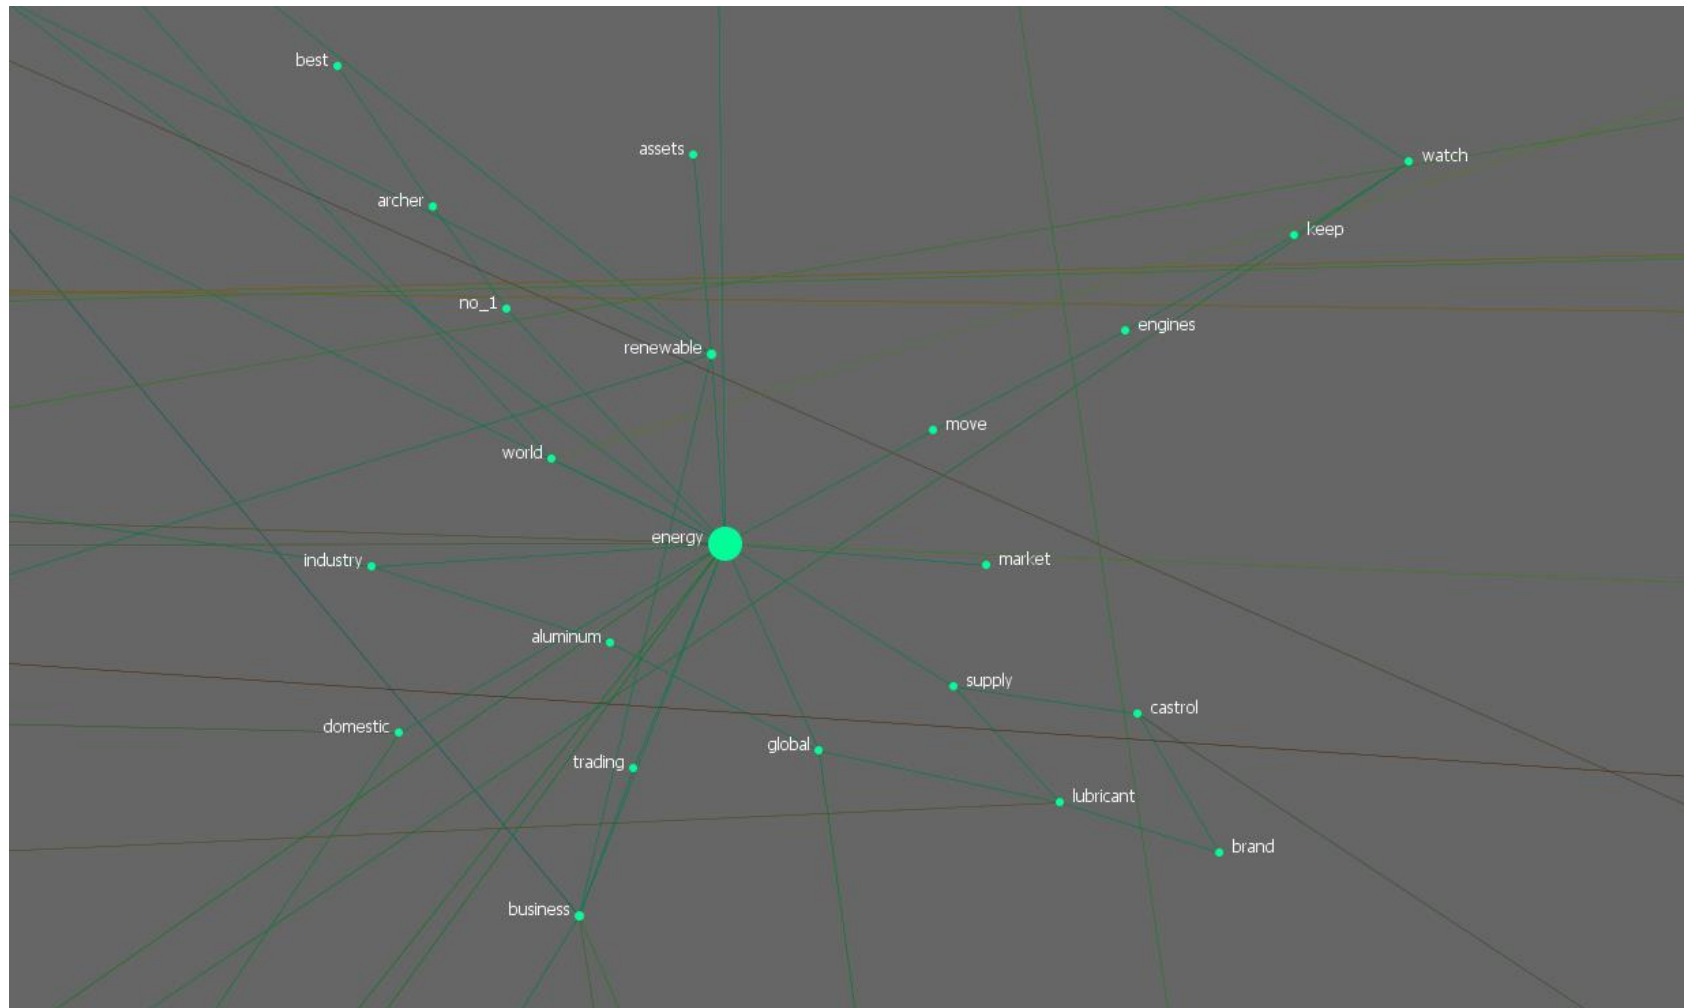 best
assets
watch
archer
keep
no_1
engines
renewable
move
world
energy
industry
market
aluminum
supply
castrol
domestic
global
trading
lubricant
brand
business